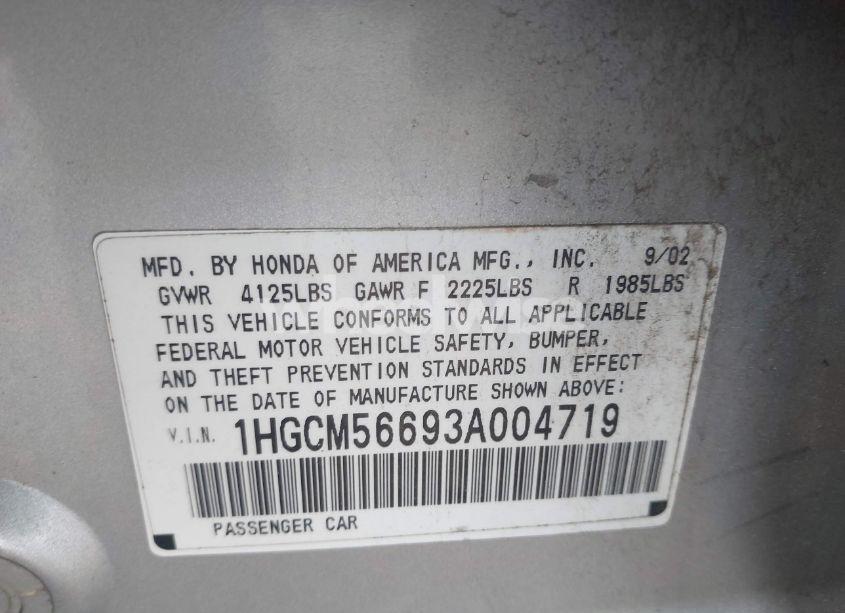 MFD. BY HONDA OF AMERICA MFG., INC. 9/02
GVWR 4125LBS GAWR F 2225LBS R 1985LBS
THIS VEHICLE CONFORMS TO ALL APPLICABLE
FEDERAL MOTOR VEHICLE SAFETY, BUMPER,
AND THEFT PREVENTION STANDARDS IN EFFECT
ON THE DATE OF MANUFACTURE SHOWN ABOVE:
V.I.N. 1HGCM56693A004719
PASSENGER CAR